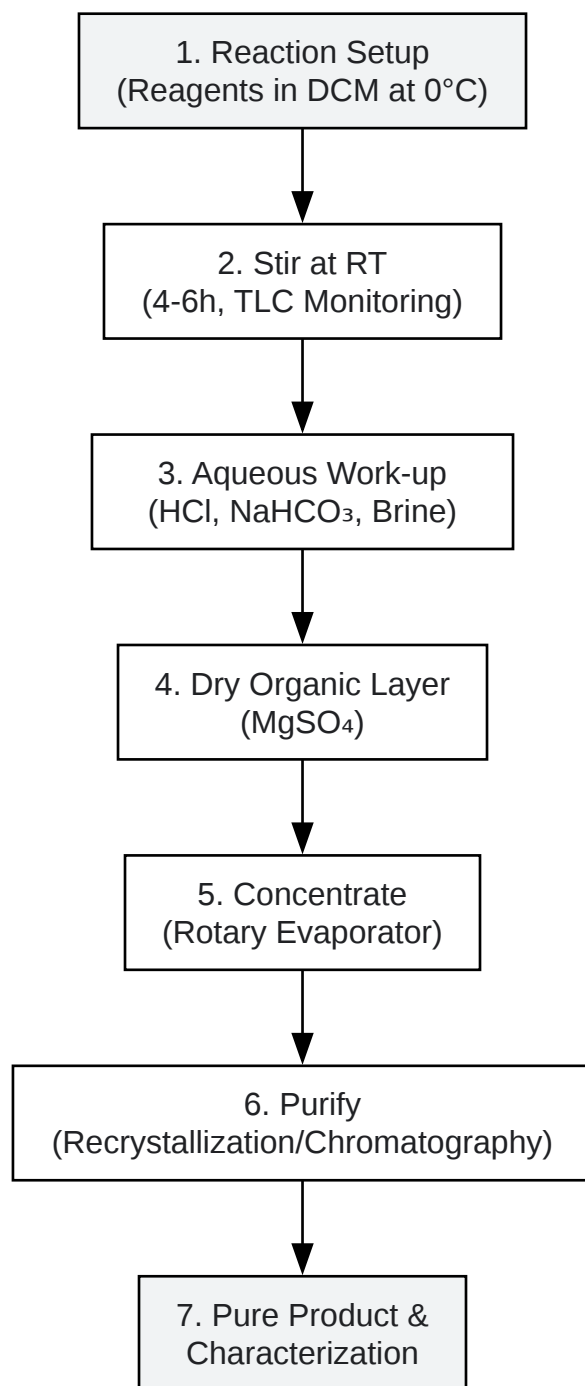 1. Reaction Setup
(Reagents in DCM at 0°C)
2. Stir at RT
(4-6h, TLC Monitoring)
3. Aqueous Work-up
(HCl, NaHCO₃, Brine)
4. Dry Organic Layer
(MgSO₄)
5. Concentrate
(Rotary Evaporator)
6. Purify
(Recrystallization/Chromatography)
7. Pure Product &
Characterization